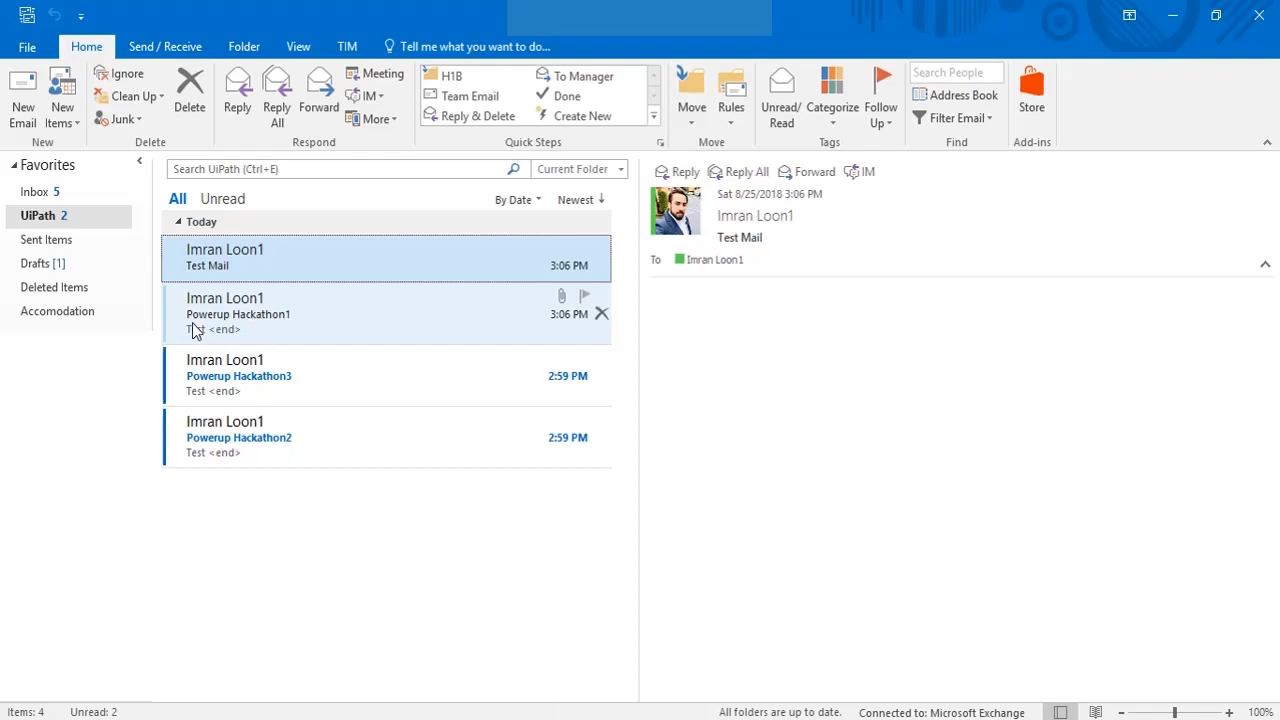 File Home Send / Receive Folder View TIM Tell me what you want to do...
New Email
New Items
New
Ignore
Clean Up
Junk
Delete
Delete
Reply
Reply All
Forward
Meeting
IM
More
Respond
H1B
Team Email
Reply & Delete
To Manager
Done
Create New
Quick Steps
Move
Rules
Move
Unread/ Read
Categorize
Follow Up
Tags
Search People
Address Book
Filter Email
Find
Store
Add-ins
Favorites
Inbox 5
UiPath 2
Sent Items
Drafts [1]
Deleted Items
Accomodation
Search UiPath (Ctrl+E) Current Folder
All Unread By Date Newest
Today
Imran Loon1
Test Mail 3:06 PM
Imran Loon1
Powerup Hackathon1 3:06 PM
Test <end>
Imran Loon1
Powerup Hackathon3 2:59 PM
Test <end>
Imran Loon1
Powerup Hackathon2 2:59 PM
Test <end>
Reply Reply All Forward IM
Sat 8/25/2018 3:06 PM
Imran Loon1
Test Mail
To Imran Loon1
Items: 4 Unread: 2 All folders are up to date. Connected to: Microsoft Exchange 100%